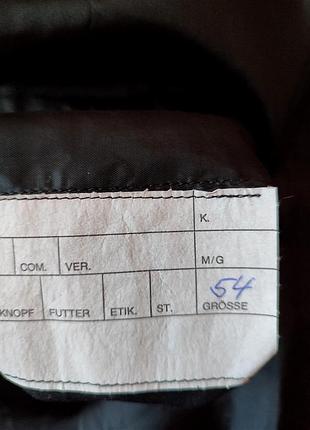 K.
COM. VER. M/G
KNOPF FUTTER ETIK. ST. 54
GRÖSSE